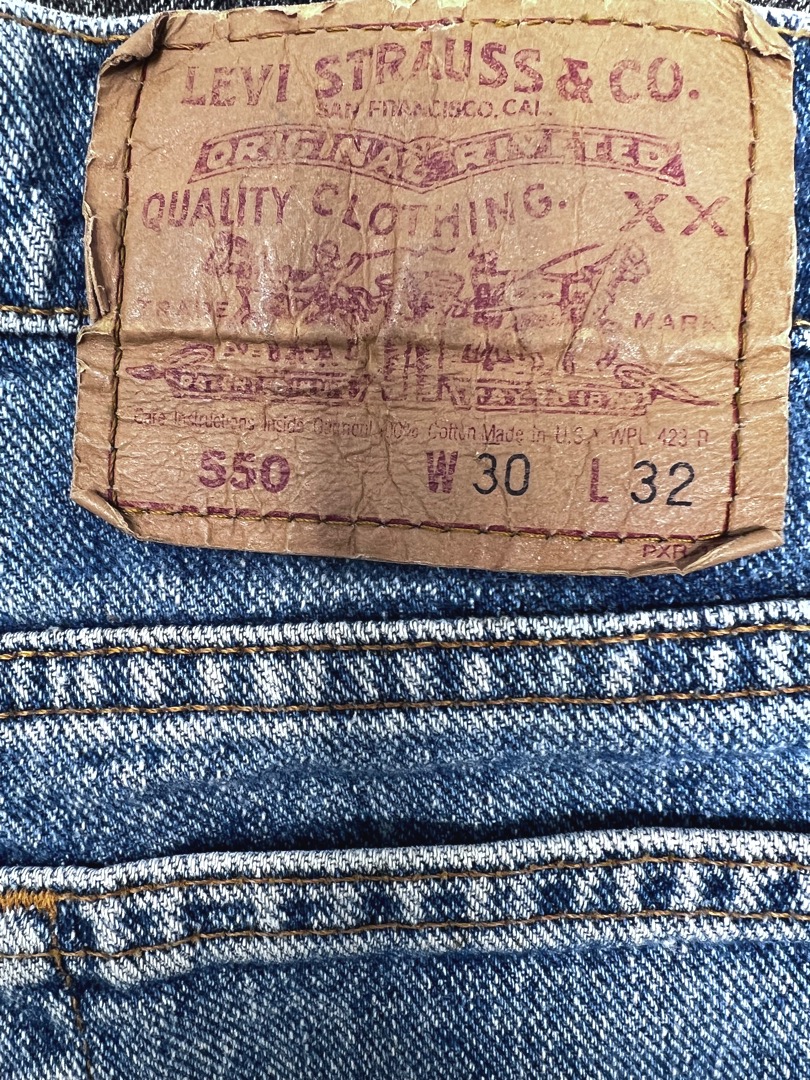 LEVI STRAUSS & CO.
SAN FRANCISCO, CAL.
ORIGINAL RIVETED
QUALITY CLOTHING. XX
TRADE MARK
Care Instructions Inside Garment 100% Cotton Made in U.S.A. WPL 423 R
550 W 30 L 32
PXR